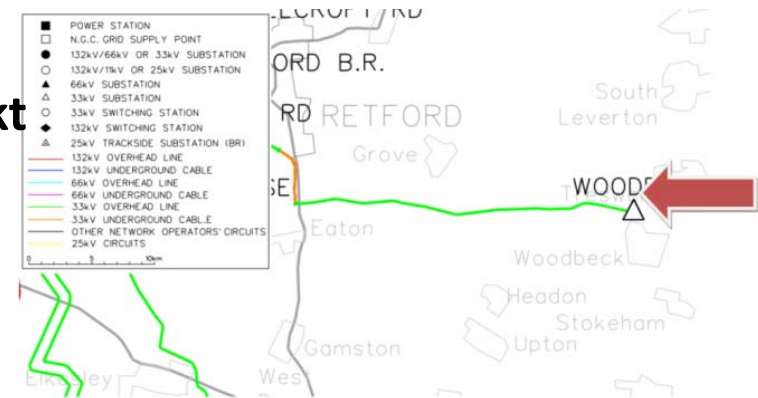 POWER STATION
N.G.C. GRID SUPPLY POINT
132kV/66kV OR 33kV SUBSTATION
132kV/11kV OR 25kV SUBSTATION
66kV SUBSTATION
33kV SUBSTATION
33kV SWITCHING STATION
132kV SWITCHING STATION
25kV TRACKSIDE SUBSTATION (BR)
132kV OVERHEAD LINE
132kV UNDERGROUND CABLE
66kV OVERHEAD LINE
66kV UNDERGROUND CABLE
33kV OVERHEAD LINE
33kV UNDERGROUND CABLE
OTHER NETWORK OPERATORS' CIRCUITS
25kV CIRCUITS
0 5 10km
kt
RD
ORD B.R.
RD RETFORD
South
Leverton
Grove
SE
WOOD
Eaton
Woodbeck
Headon
Stokeham
Upton
Gamston
Elkesley
West